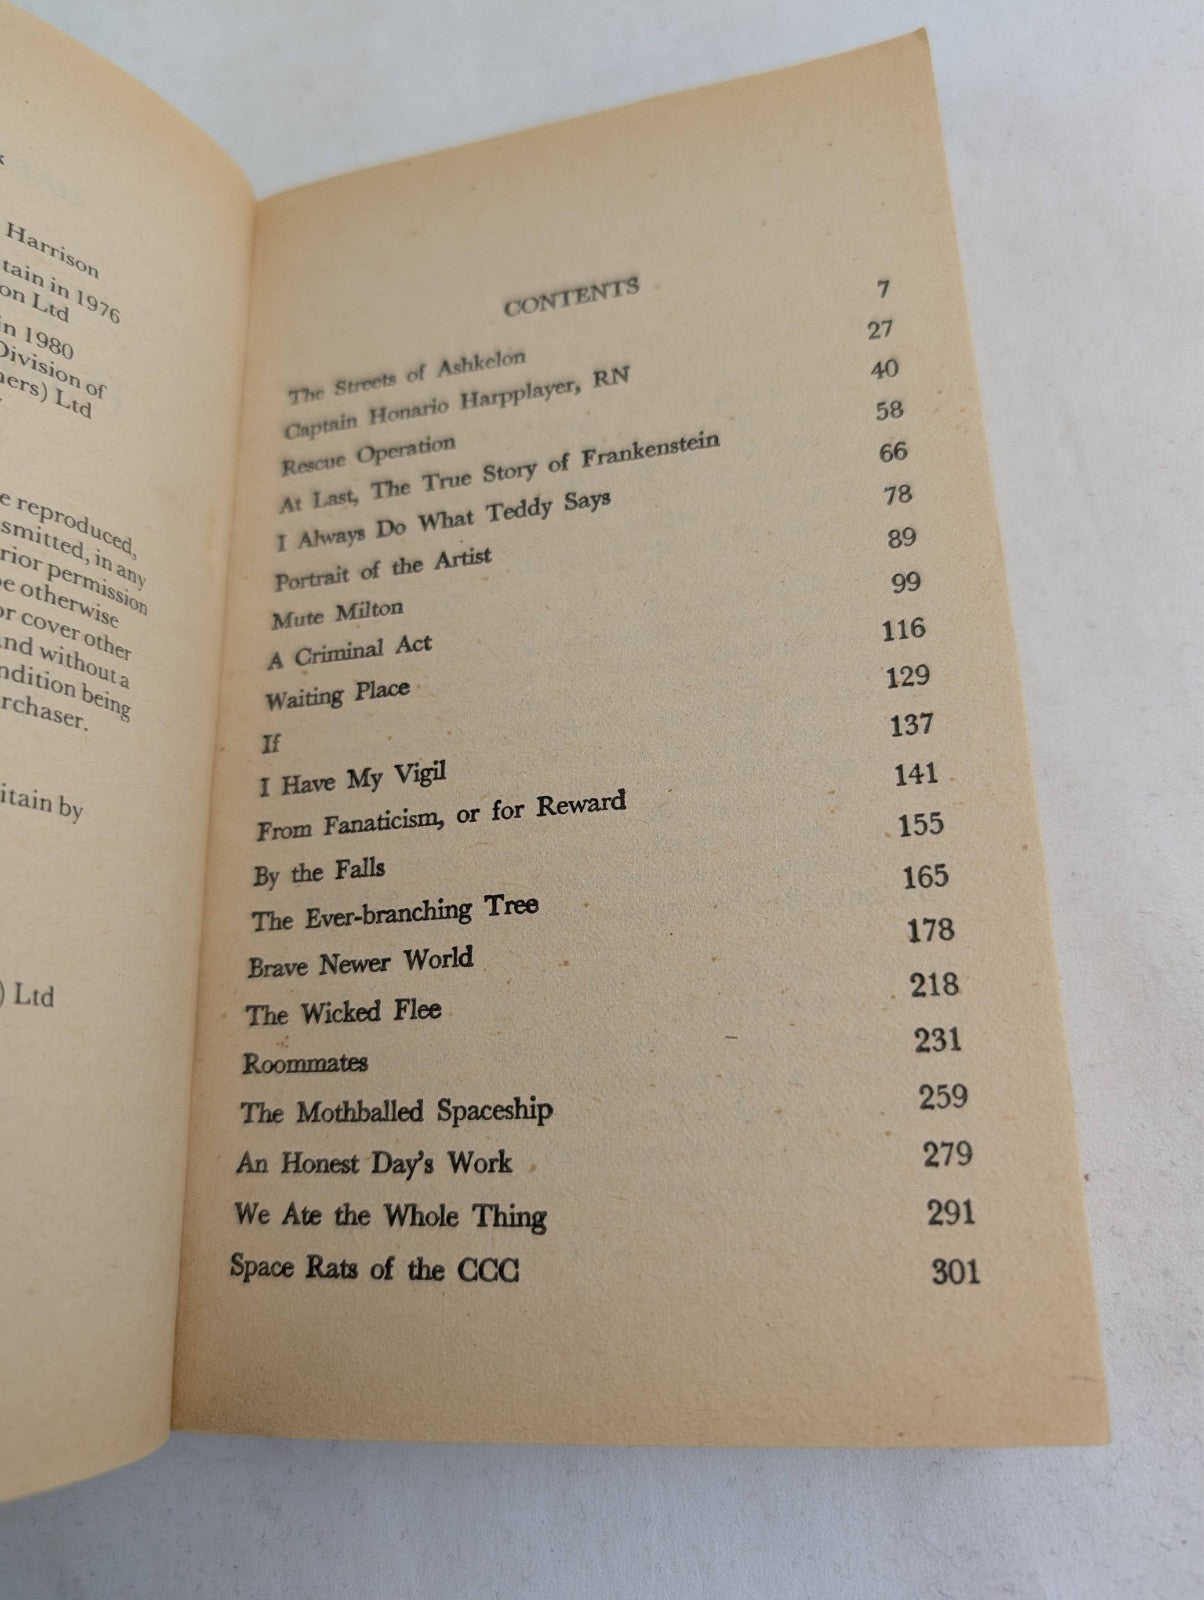 Harrison
tain in 1976
on Ltd
in 1980
Division of
ers) Ltd
e reproduced,
smitted, in any
rior permission
be otherwise
or cover other
and without a
ndition being
rchaser.
itain by
) Ltd
CONTENTS
The Streets of Ashkelon 7
Captain Honario Harpplayer, RN 27
Rescue Operation 40
At Last, The True Story of Frankenstein 58
I Always Do What Teddy Says 66
Portrait of the Artist 78
Mute Milton 89
A Criminal Act 99
Waiting Place 116
If 129
I Have My Vigil 137
From Fanaticism, or for Reward 141
By the Falls 155
The Ever-branching Tree 165
Brave Newer World 178
The Wicked Flee 218
Roommates 231
The Mothballed Spaceship 259
An Honest Day's Work 279
We Ate the Whole Thing 291
Space Rats of the CCC 301